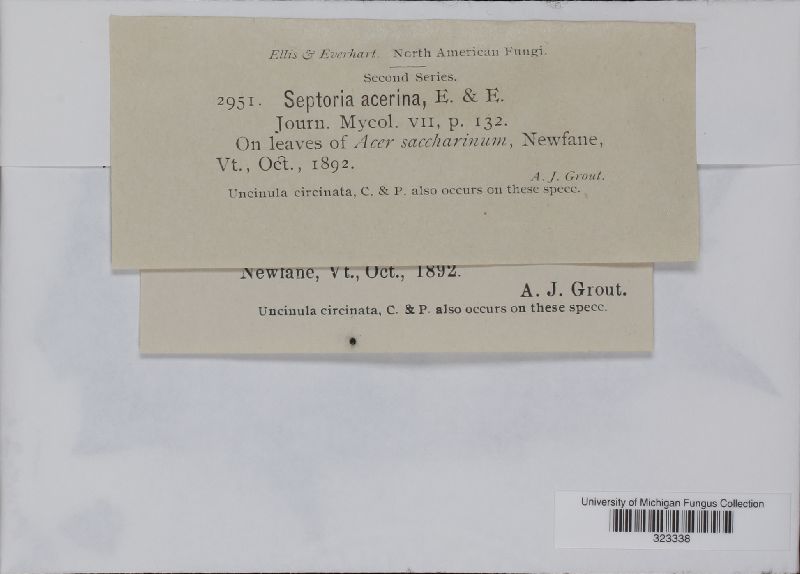 Ellis & Everhart. North American Fungi.
Second Series.
2951. Septoria acerina, E. & E.
Journ. Mycol. VII, p. 132.
On leaves of Acer saccharinum, Newfane,
Vt., Oct., 1892.
A. J. Grout.
Uncinula circinata, C. & P. also occurs on these specc.
Newfane, Vt., Oct., 1892.
A. J. Grout.
Uncinula circinata, C. & P. also occurs on these specc.
University of Michigan Fungus Collection
323338